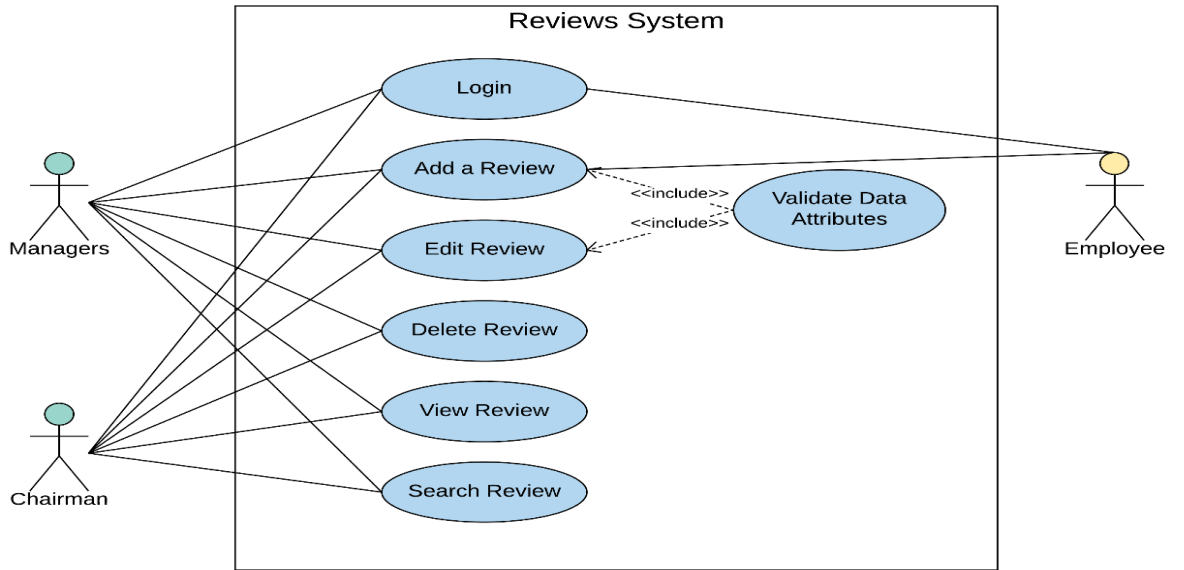 Reviews System
Login
Add a Review
<<include>>
Validate Data
Attributes
<<include>>
Edit Review
Managers
Employee
Delete Review
View Review
Search Review
Chairman